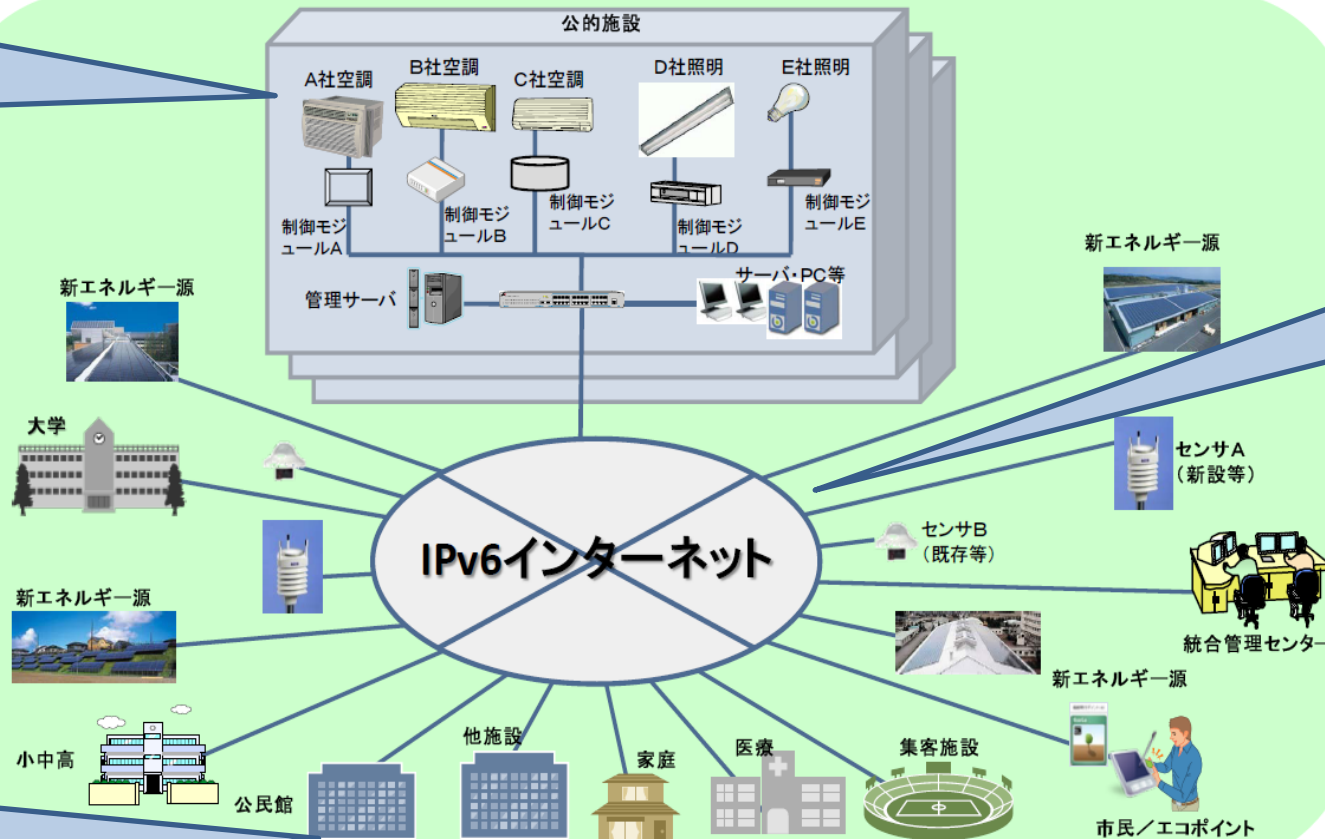 公的施設
A社空調
B社空調
C社空調
D社照明
E社照明
制御モジ
ュールA
制御モジ
ュールB
制御モジ
ュールC
制御モジ
ュールD
制御モジ
ュールE
管理サーバ
サーバ・PC等
新エネルギー源
新エネルギー源
大学
センサA
(新設等)
センサB
(既存等)
IPv6インターネット
新エネルギー源
統合管理センター
新エネルギー源
小中高
公民館
他施設
家庭
医療
集客施設
市民／エコポイント